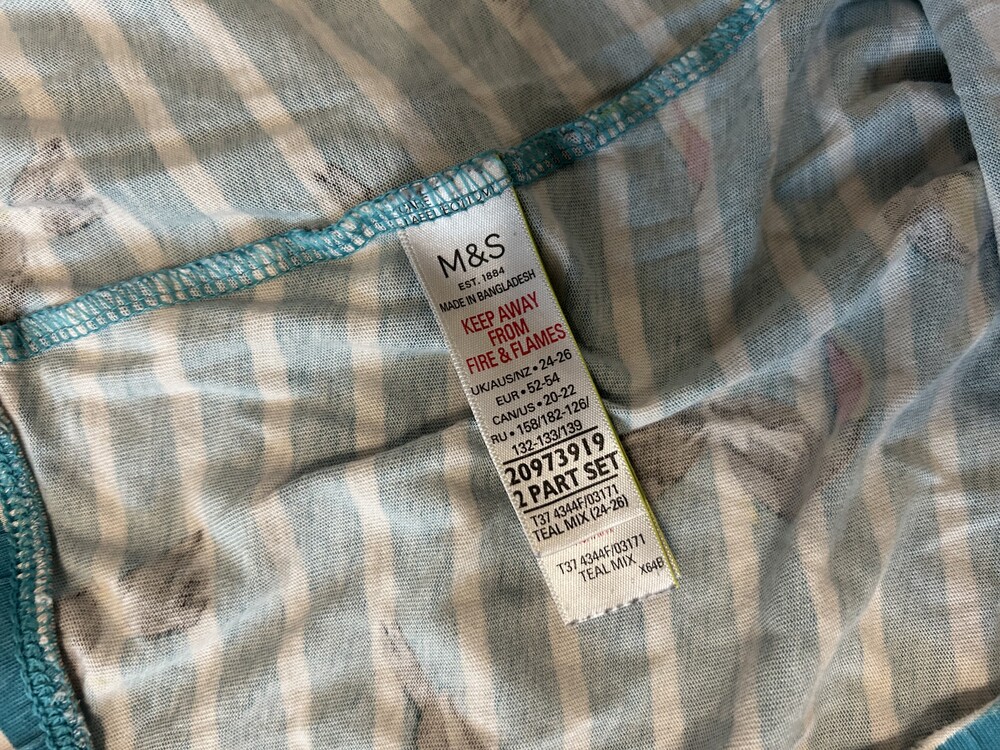 M&S
EST. 1884
MADE IN BANGLADESH
KEEP AWAY
FROM
FIRE & FLAMES
UK/AUS/NZ • 24-26
EUR • 52-54
CAN/US • 20-22
RU • 158/182-126/
132-133/139
20973919
2 PART SET
T37 4344F/03171
TEAL MIX (24-26)
T37 4344F/03171
TEAL MIX
X64B